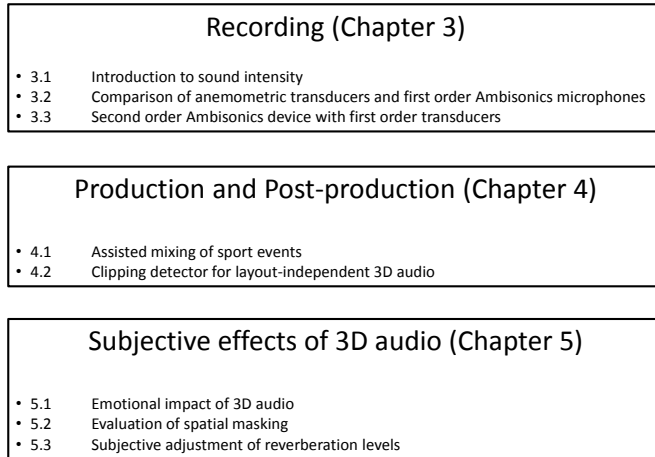 Recording (Chapter 3)
• 3.1 Introduction to sound intensity
• 3.2 Comparison of anemometric transducers and first order Ambisonics microphones
• 3.3 Second order Ambisonics device with first order transducers
Production and Post-production (Chapter 4)
• 4.1 Assisted mixing of sport events
• 4.2 Clipping detector for layout-independent 3D audio
Subjective effects of 3D audio (Chapter 5)
• 5.1 Emotional impact of 3D audio
• 5.2 Evaluation of spatial masking
• 5.3 Subjective adjustment of reverberation levels